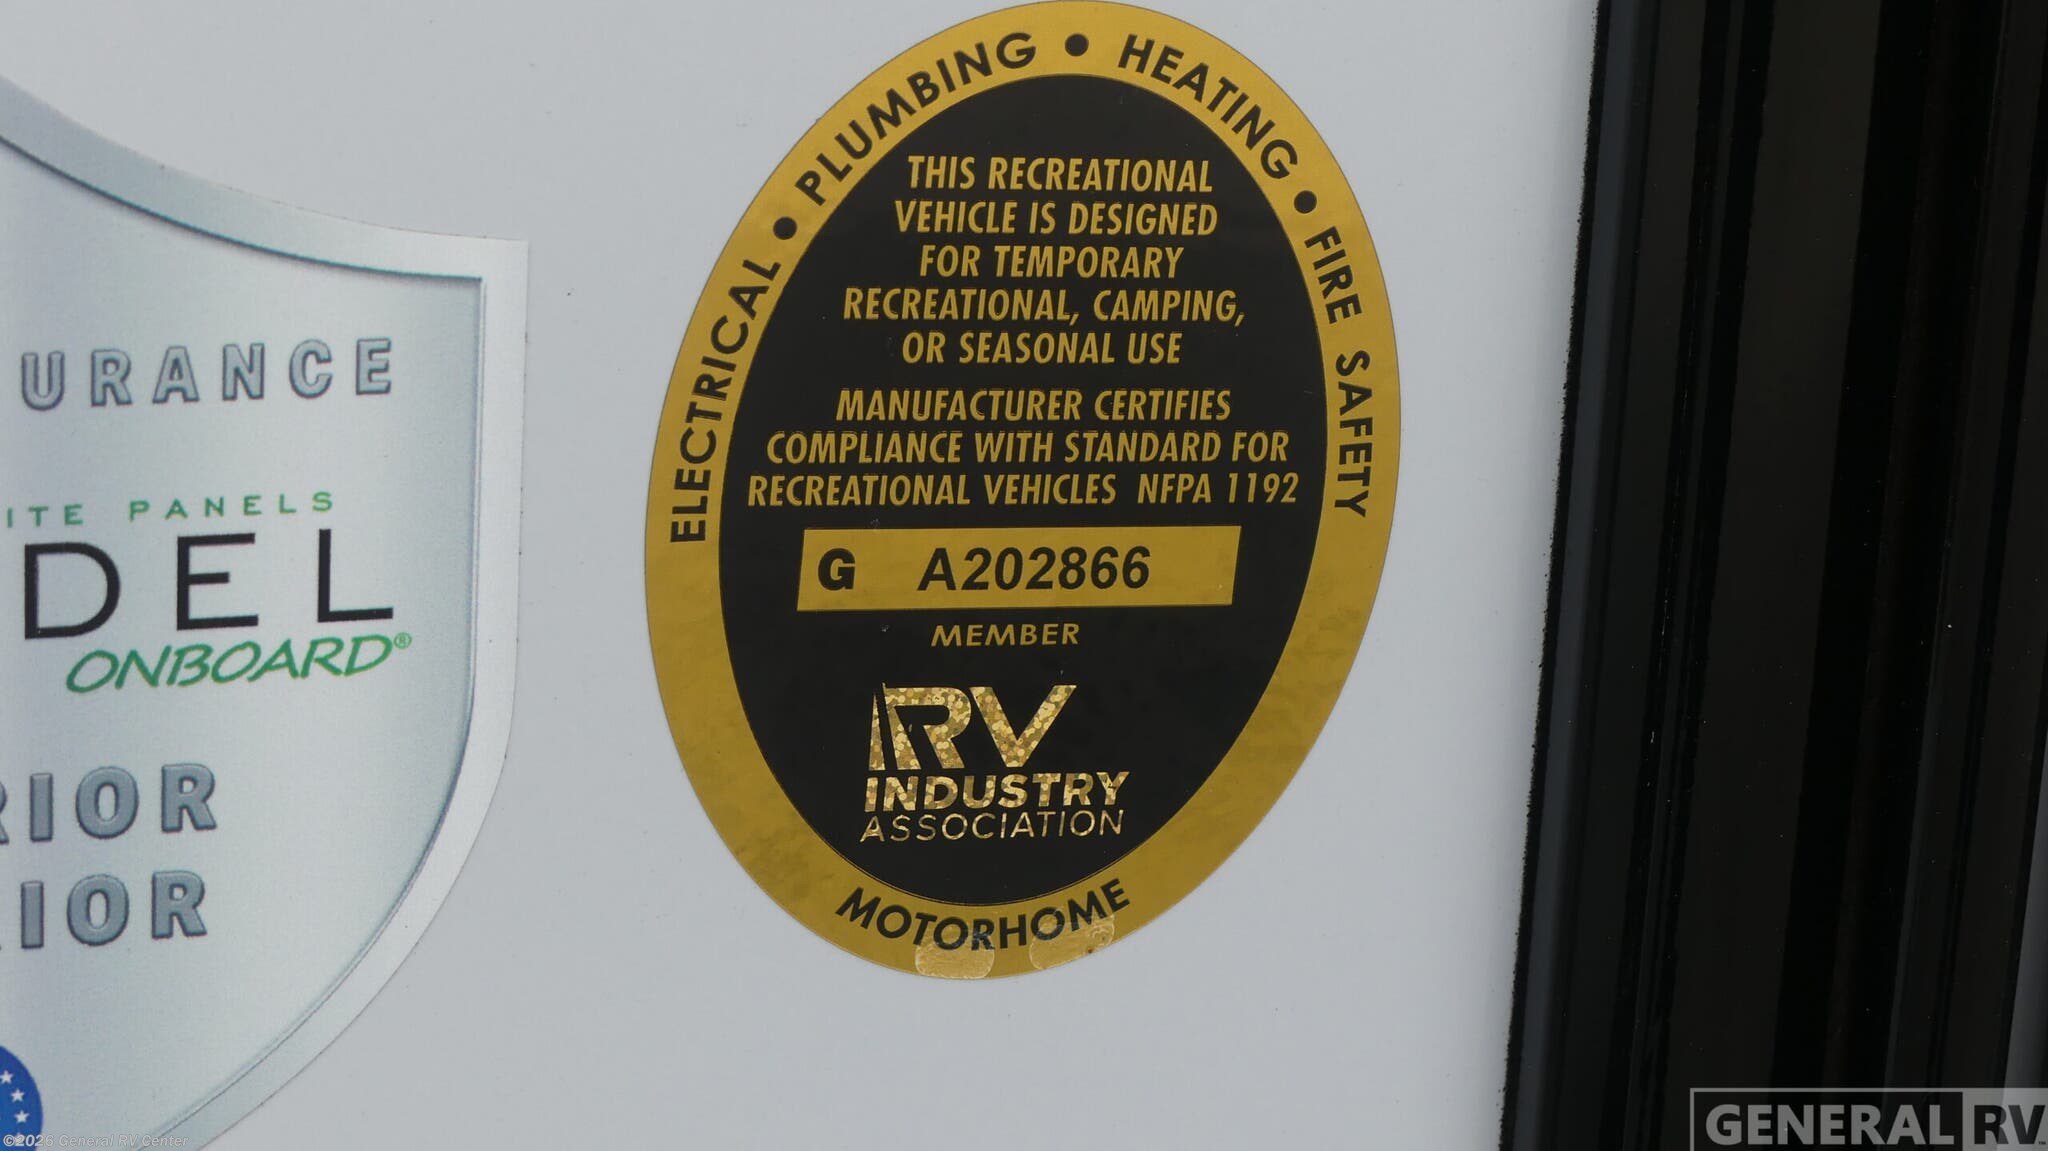 ELECTRICAL • PLUMBING • HEATING • FIRE SAFETY
THIS RECREATIONAL
VEHICLE IS DESIGNED
FOR TEMPORARY
RECREATIONAL, CAMPING,
OR SEASONAL USE
MANUFACTURER CERTIFIES
COMPLIANCE WITH STANDARD FOR
RECREATIONAL VEHICLES NFPA 1192
G A202866
MEMBER
RV
INDUSTRY
ASSOCIATION
MOTORHOME
URANCE
ITE PANELS
DEL
ONBOARD®
RIOR
RIOR
©2026 General RV Center
GENERAL RV™